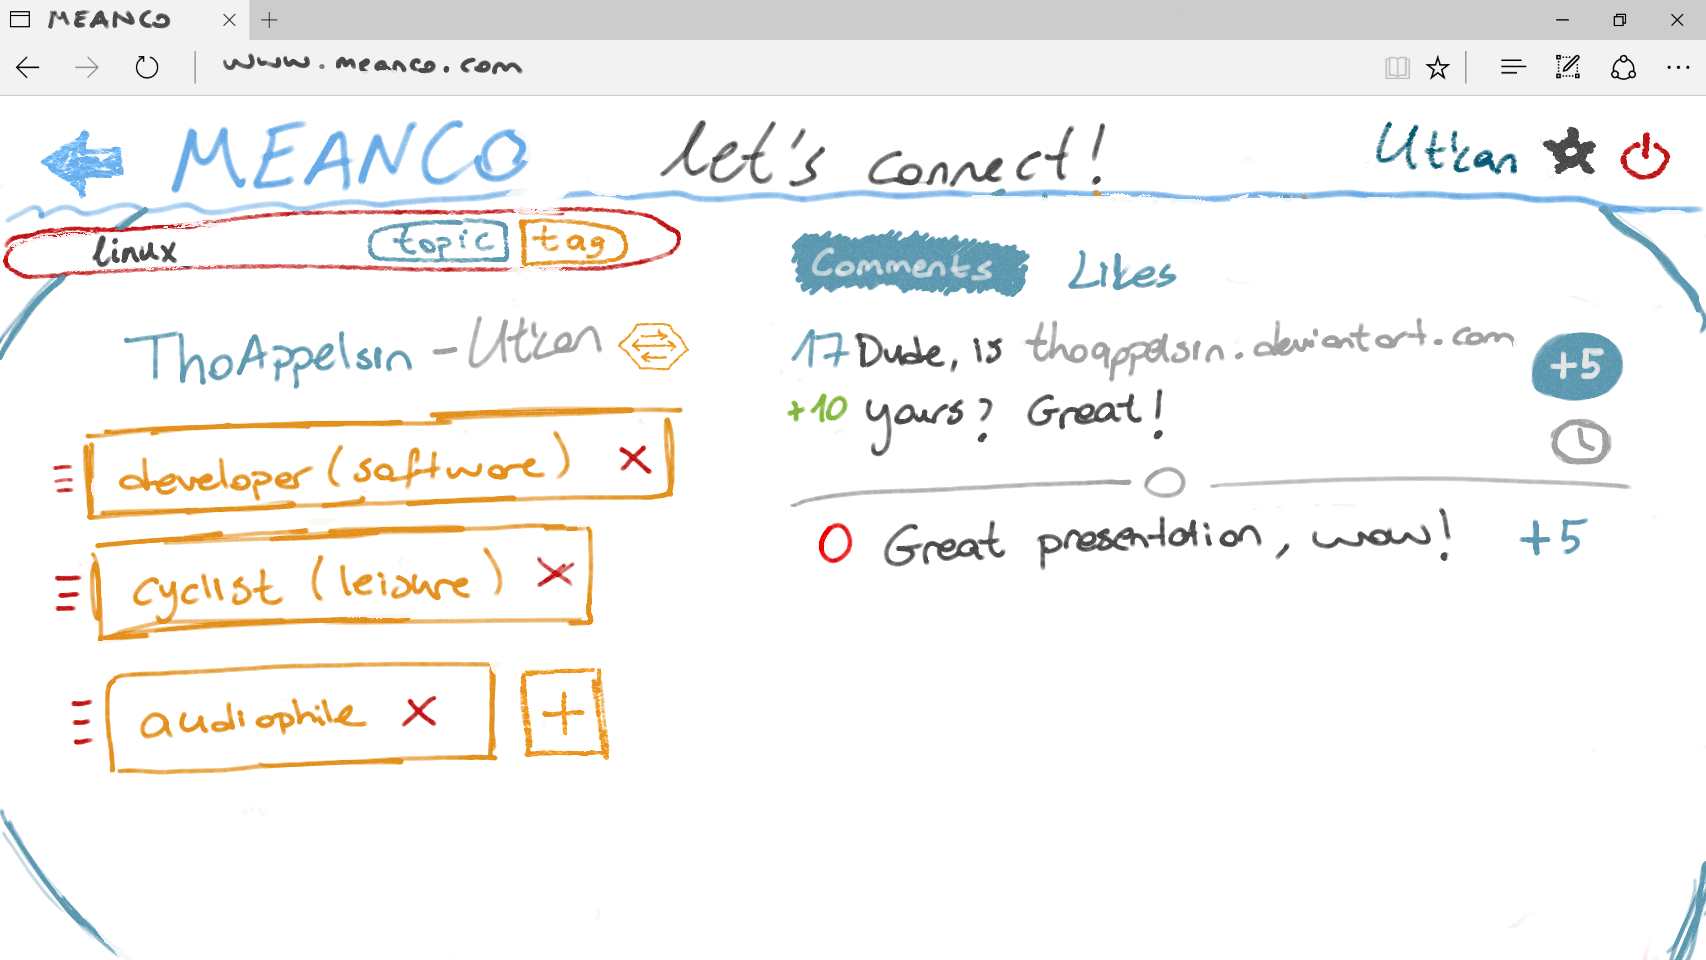 MEANCO
www.meanco.com
MEANCO let's connect! Utkan
linux topic tag
ThoAppelsin - Utkan
developer (software) X
cyclist (leisure) X
audiophile X +
Comments Likes
17 Dude, is thoappelsin.deviantart.com +5
+10 yours? Great!
0 Great presentation, wow! +5